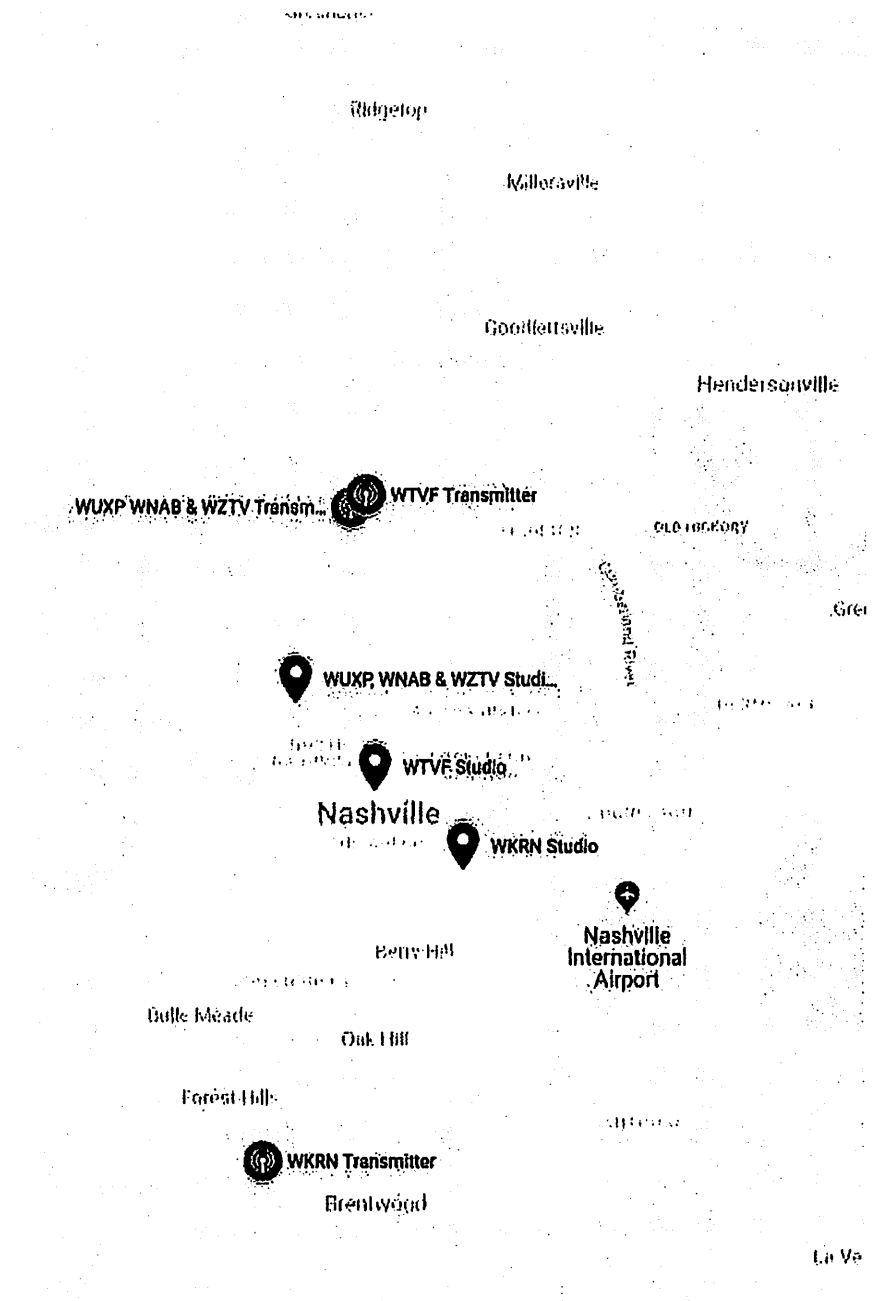 Ridgetop
Millersville
Goodlettsville
Hendersonville
WTVF Transmitter
WUXP WNAB & WZTV Transm...
OLD HICKORY
Cumberland River
Gre
WUXP, WNAB & WZTV Studi...
WTVF Studio
Nashville
WKRN Studio
Nashville
International
Airport
Berry Hill
Belle Meade
Oak Hill
Forest Hills
WKRN Transmitter
Brentwood
La Ve